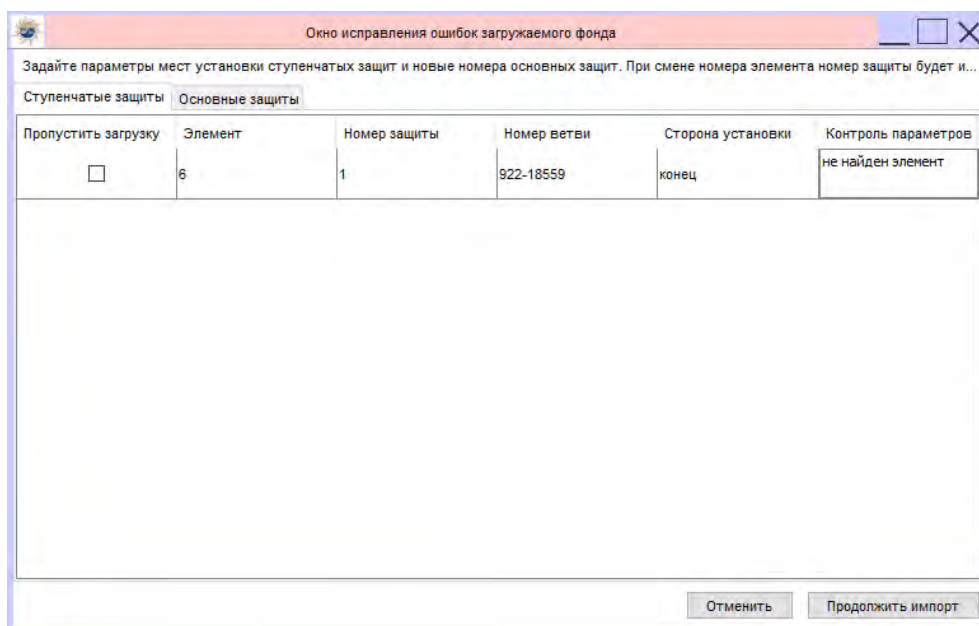 Окно исправления ошибок загружаемого фонда
Задайте параметры мест установки ступенчатых защит и новые номера основных защит. При смене номера элемента номер защиты будет и...
Ступенчатые защиты Основные защиты
Пропустить загрузку Элемент Номер защиты Номер ветви Сторона установки Контроль параметров
6 1 922-18559 конец не найден элемент
Отменить Продолжить импорт